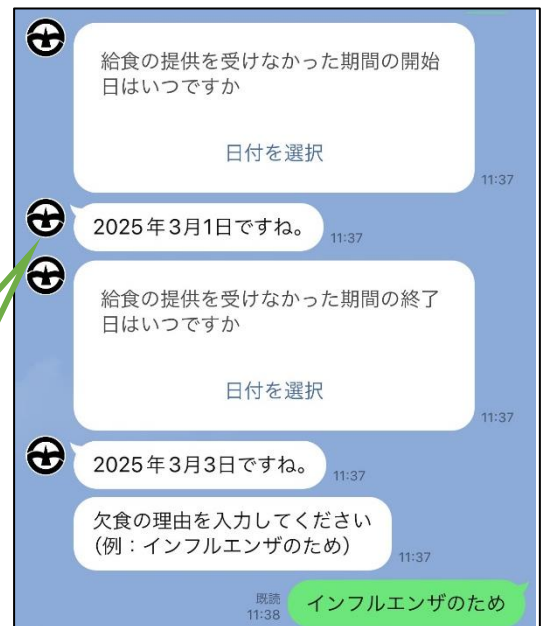 給食の提供を受けなかった期間の開始
日はいつですか
日付を選択
11:37
2025年3月1日ですね。
11:37
給食の提供を受けなかった期間の終了
日はいつですか
日付を選択
11:37
2025年3月3日ですね。
11:37
欠食の理由を入力してください
(例：インフルエンザのため)
11:37
既読
11:38
インフルエンザのため